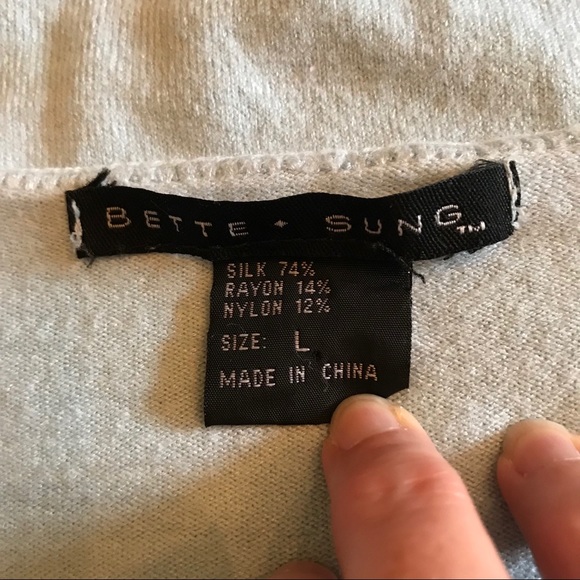 BETTE + SUNG™
SILK 74%
RAYON 14%
NYLON 12%
SIZE: L
MADE IN CHINA